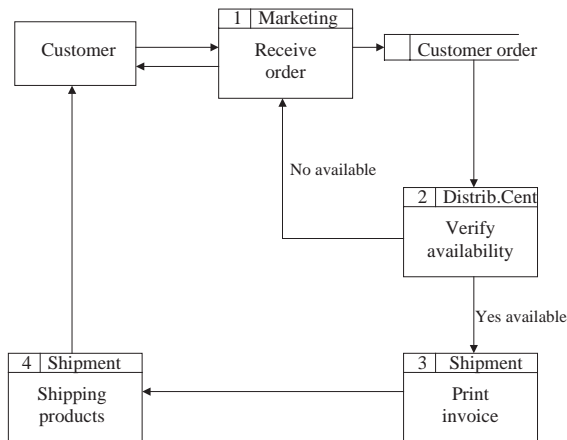 1 Marketing
Customer
Receive
order
Customer order
No available
2 Distrib.Cent
Verify
availability
Yes available
4 Shipment
Shipping
products
3 Shipment
Print
invoice